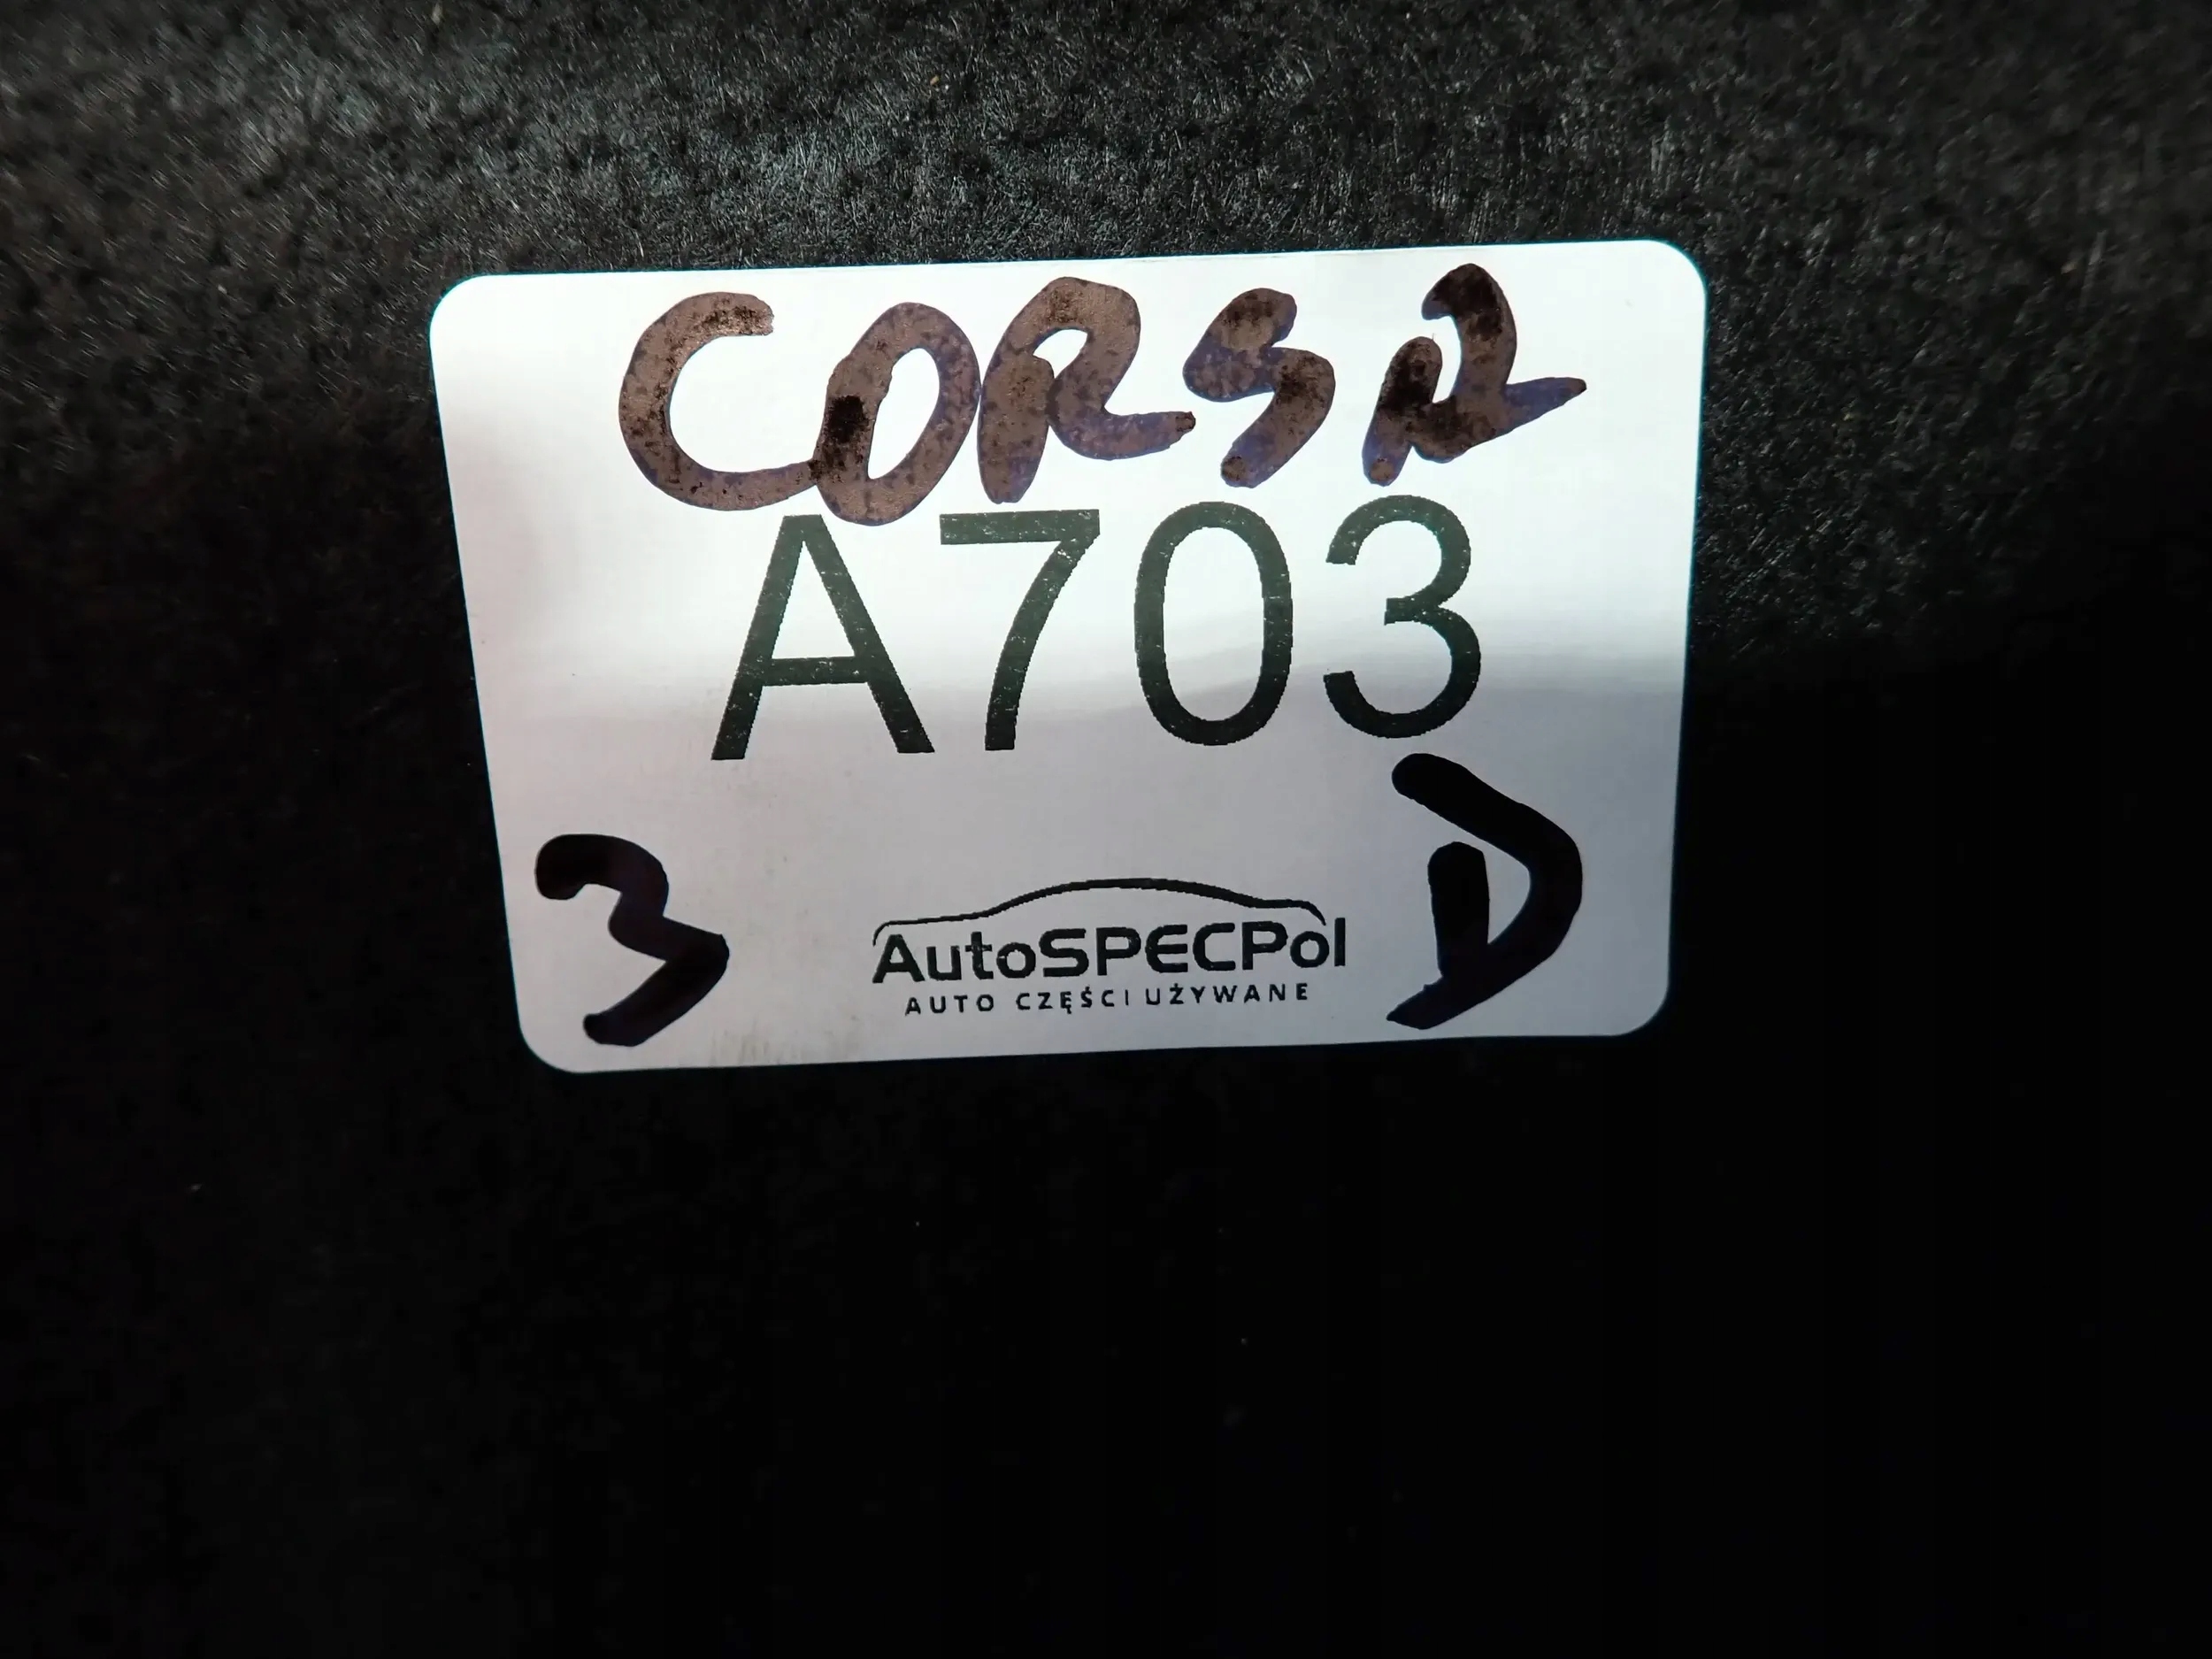 CORSA
A703
3 D
AutoSPECPol
AUTO CZĘŚCI UŻYWANE